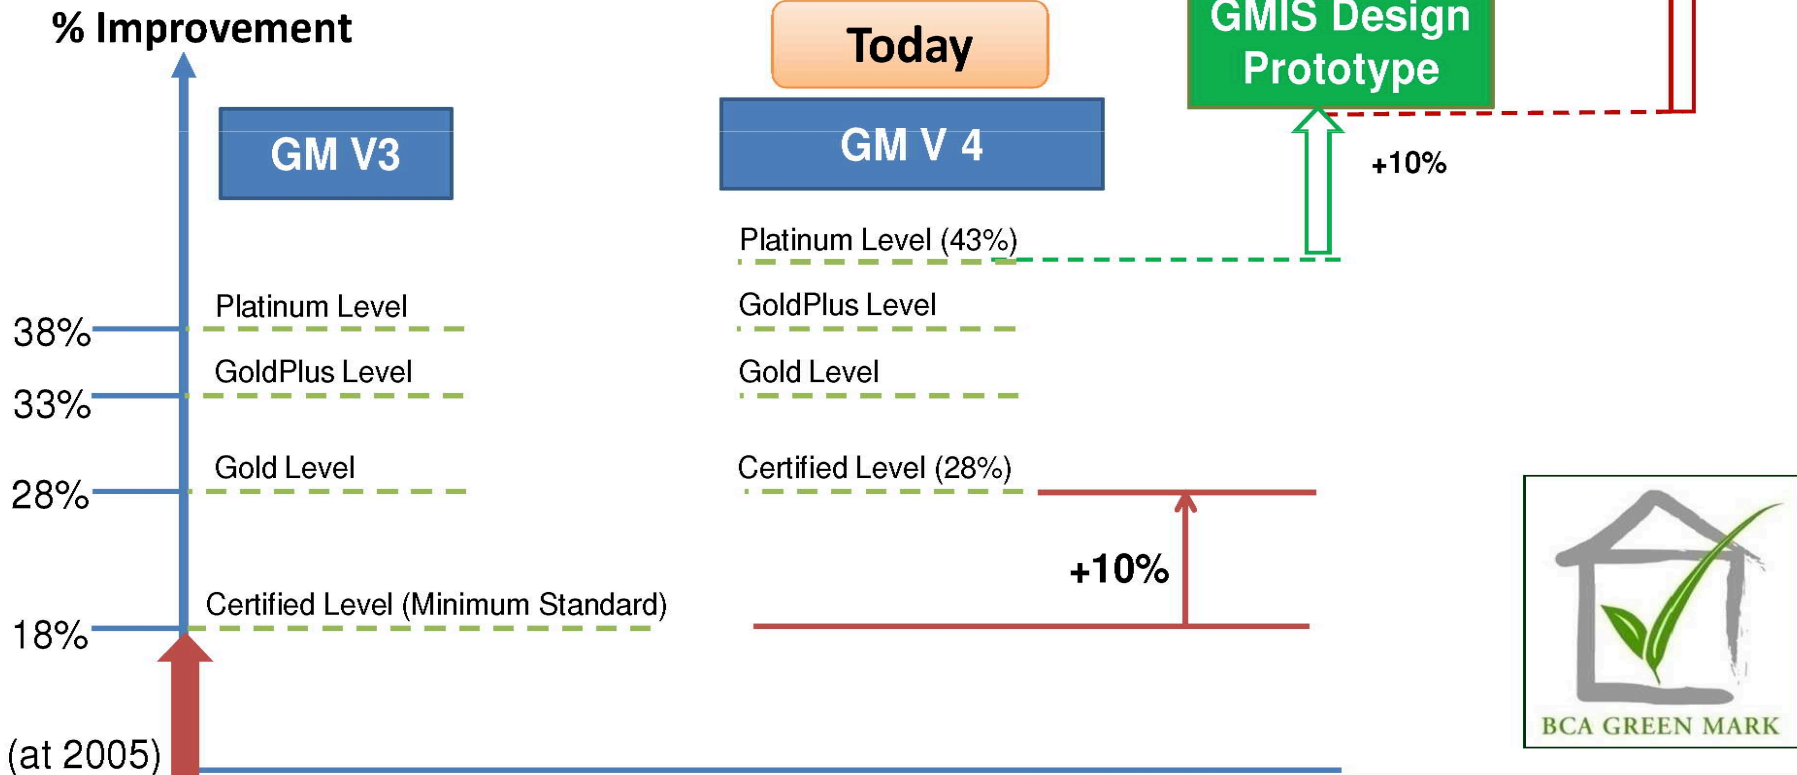 % Improvement
Today
GMIS Design
Prototype
GM V3
GM V 4
+10%
Platinum Level (43%)
Platinum Level
GoldPlus Level
38%
GoldPlus Level
Gold Level
33%
Gold Level
Certified Level (28%)
28%
+10%
Certified Level (Minimum Standard)
18%
BCA GREEN MARK
(at 2005)